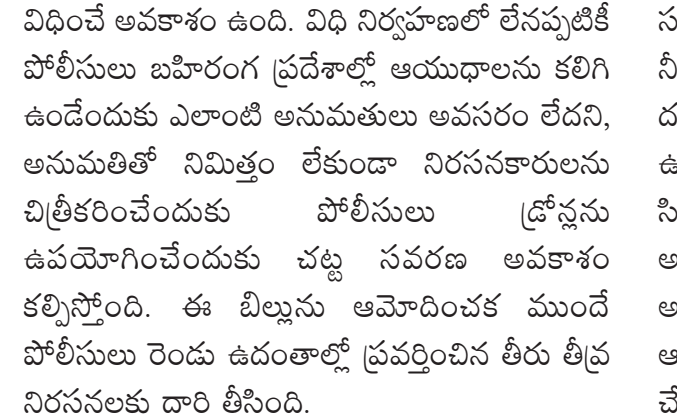 విధించే అవకాశం ఉంది. విధి నిర్వహణలో లేనప్పటికీ
పోలీసులు బహిరంగ ప్రదేశాల్లో ఆయుధాలను కలిగి
ఉండేందుకు ఎలాంటి అనుమతులు అవసరం లేదని,
అనుమతితో నిమిత్తం లేకుండా నిరసనకారులను
చిత్రీకరించేందుకు పోలీసులు డ్రోన్లను
ఉపయోగించేందుకు చట్ట సవరణ అవకాశం
కల్పిస్తోంది. ఈ బిల్లును ఆమోదించక ముందే
పోలీసులు రెండు ఉదంతాల్లో ప్రవర్తించిన తీరు తీవ్ర
నిరసనలకు దారి తీసింది.